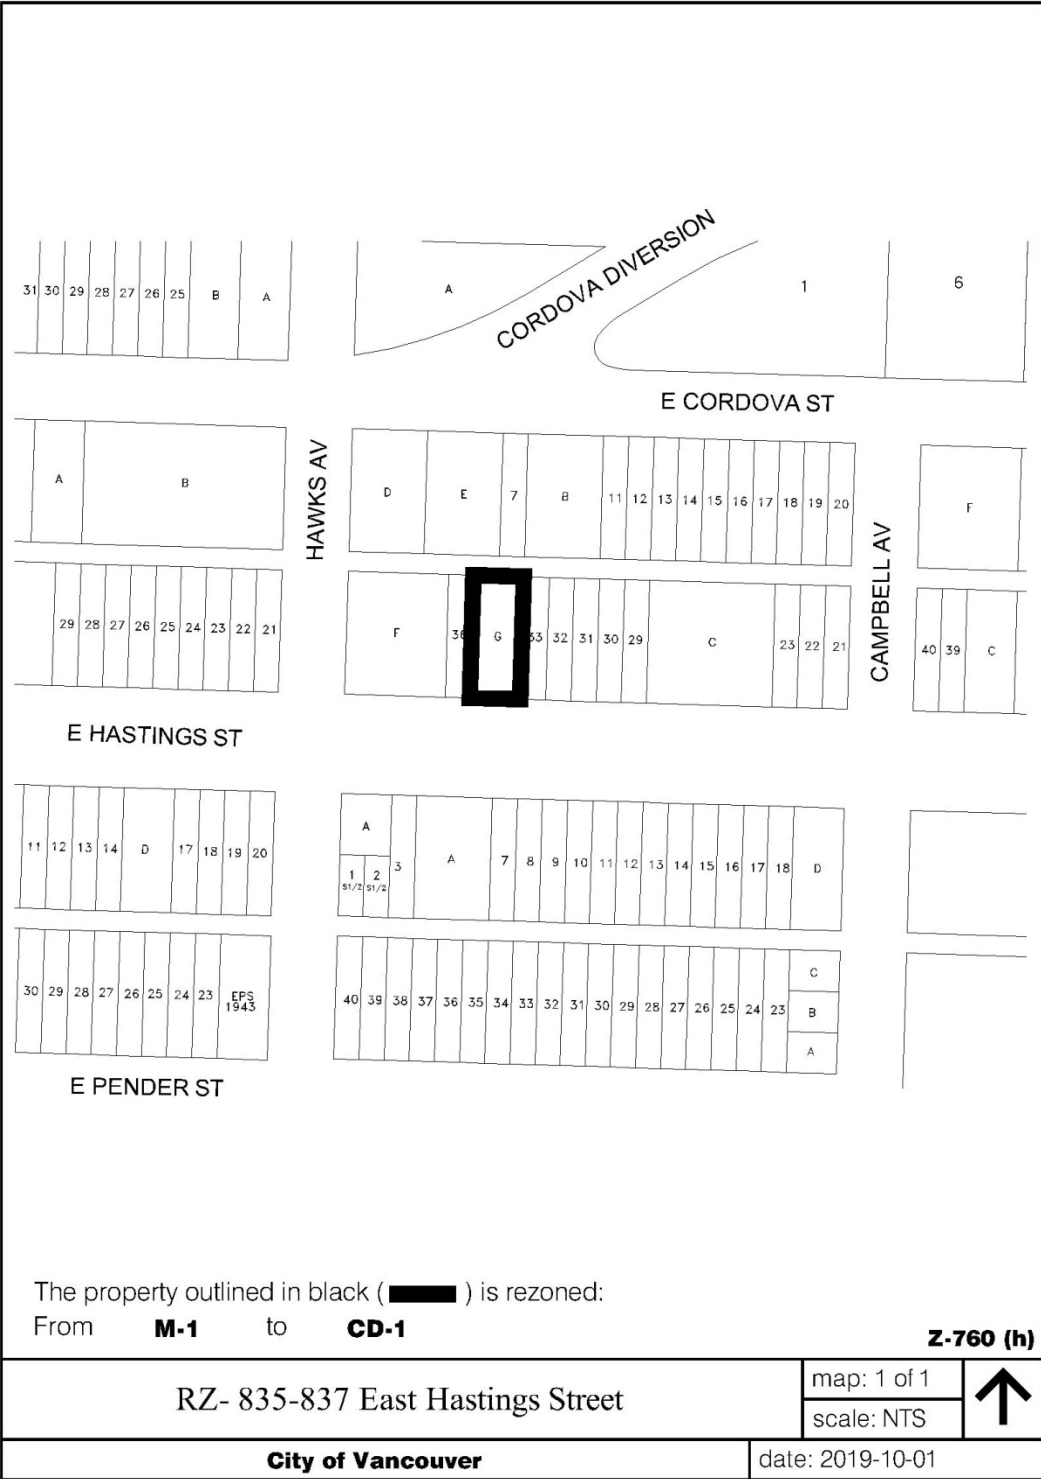 CORDOVA DIVERSION
31 30 29 28 27 26 25 B A
A
1
6
E CORDOVA ST
HAWKS AV
CAMPBELL AV
A B
D E 7 B 11 12 13 14 15 16 17 18 19 20
F
29 28 27 26 25 24 23 22 21
F 36 G 33 32 31 30 29 C 23 22 21
40 39 C
E HASTINGS ST
11 12 13 14 D 17 18 19 20
A
1 2
S1/2 S1/2
3 A 7 8 9 10 11 12 13 14 15 16 17 18 D
30 29 28 27 26 25 24 23 EPS
1943
40 39 38 37 36 35 34 33 32 31 30 29 28 27 26 25 24 23
C
B
A
E PENDER ST
The property outlined in black ( ) is rezoned:
From M-1 to CD-1
Z-760 (h)
RZ- 835-837 East Hastings Street
map: 1 of 1
scale: NTS
City of Vancouver
date: 2019-10-01